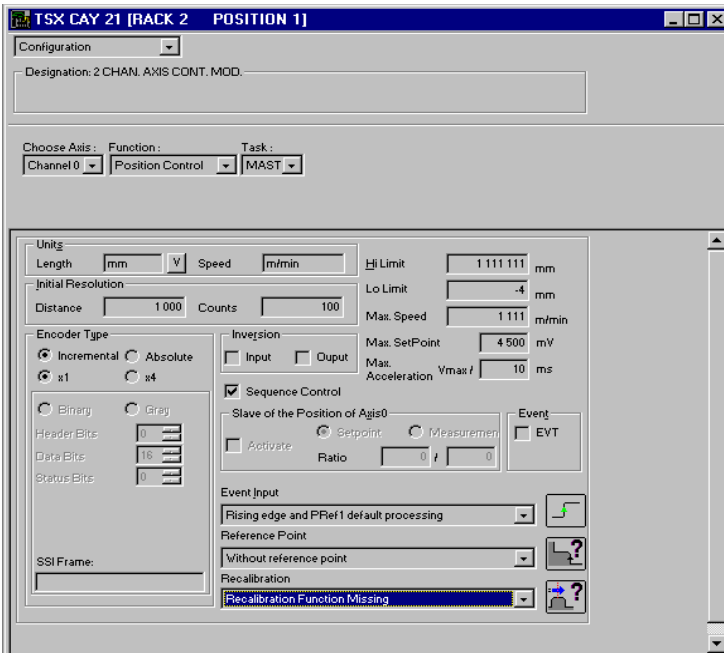 TSX CAY 21 [RACK 2 POSITION 1]
Configuration
Designation: 2 CHAN. AXIS CONT. MOD.
Choose Axis : Function : Task :
Channel 0 Position Control MAST
Units
Length mm V Speed m/min
Hi Limit 1 111 111 mm
Initial Resolution
Lo Limit -4 mm
Distance 1 000 Counts 100
Max. Speed 1 111 m/min
Encoder Type
Inversion
Max. SetPoint 4 500 mV
Incremental Absolute
Input Ouput
x1 x4
Max. Acceleration Vmax / 10 ms
Sequence Control
Binary Gray
Slave of the Position of Axis0
Event
Header Bits 0
Activate Setpoint Measuremen
EVT
Data Bits 16
Ratio 0 / 0
Status Bits 0
Event Input
Rising edge and PRef1 default processing
Reference Point
Without reference point
?
SSI Frame:
Recalibration
Recalibration Function Missing
?